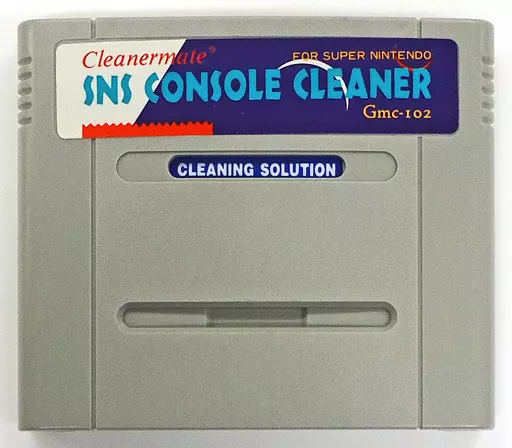 Cleanermate®
FOR SUPER NINTENDO
SNS CONSOLE CLEANER
Gmc-102
CLEANING SOLUTION